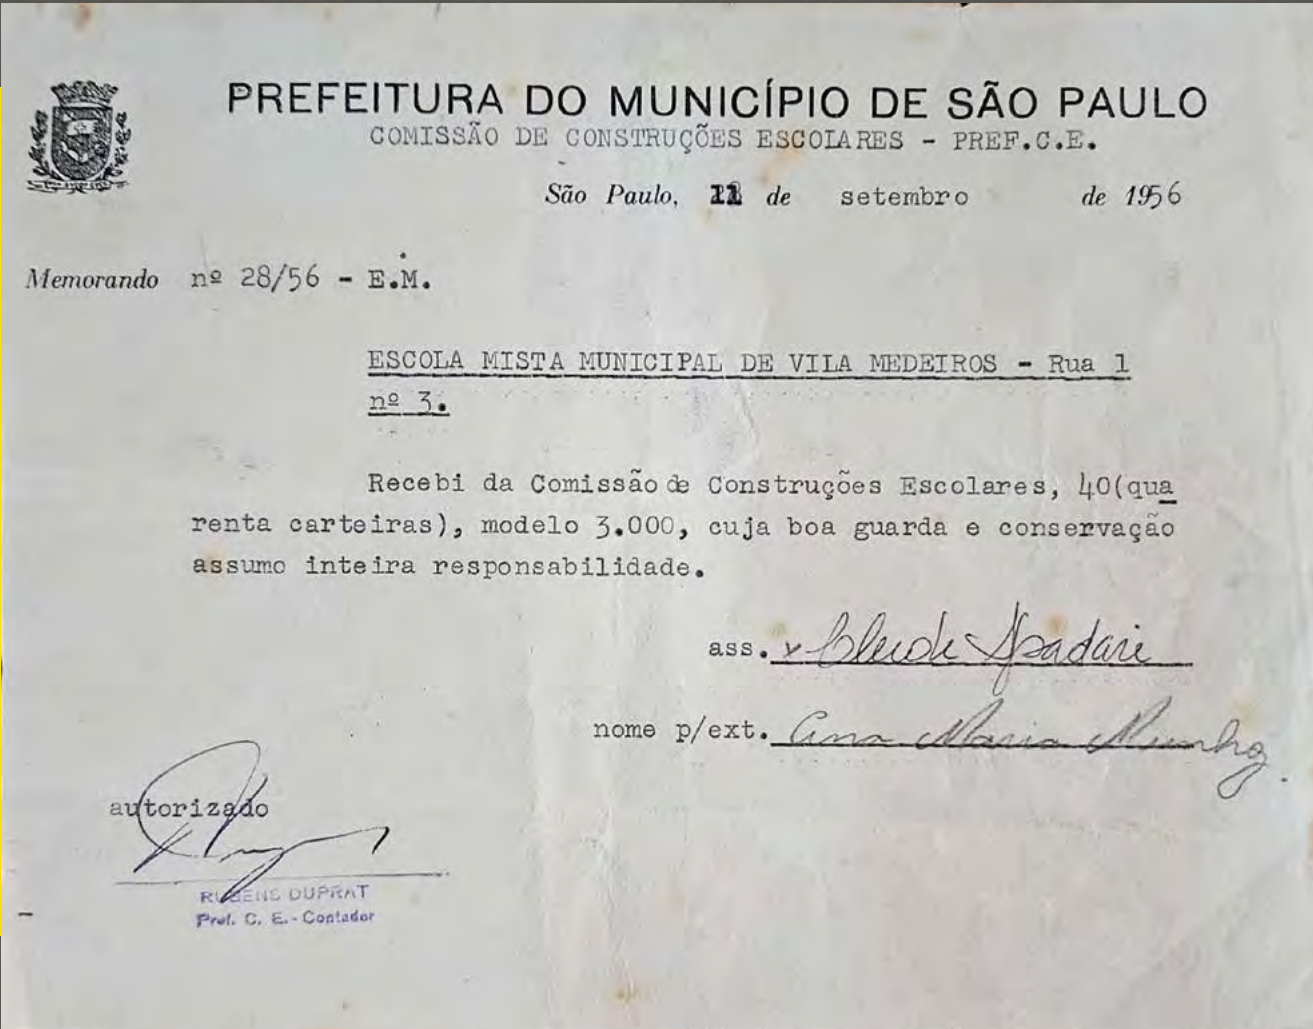 PREFEITURA DO MUNICÍPIO DE SÃO PAULO
COMISSÃO DE CONSTRUÇÕES ESCOLARES - PREF.C.E.
São Paulo, de setembro de 1956
Memorando nº 28/56 - E.M.
ESCOLA MISTA MUNICIPAL DE VILA MEDEIROS - Rua 1
nº 3.
Recebi da Comissão de Construções Escolares, 40(qua
renta carteiras), modelo 3.000, cuja boa guarda e conservação
assumo inteira responsabilidade.
ass. x Cleide Spadari
nome p/ext. Ana Maria Munhoz.
autorizado
RUBENS DUPRAT
Pref. C. E. - Contador